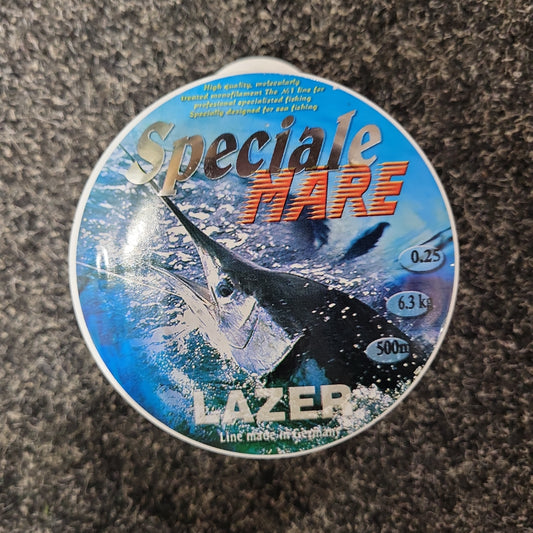 High quality, molecularly
treated monofilament The №1 line for
profesional specialisted fishing
Specially designed for sea fishing
Speciale
MARE
0.25
6.3 kg
500m
LAZER
Line made in Germany